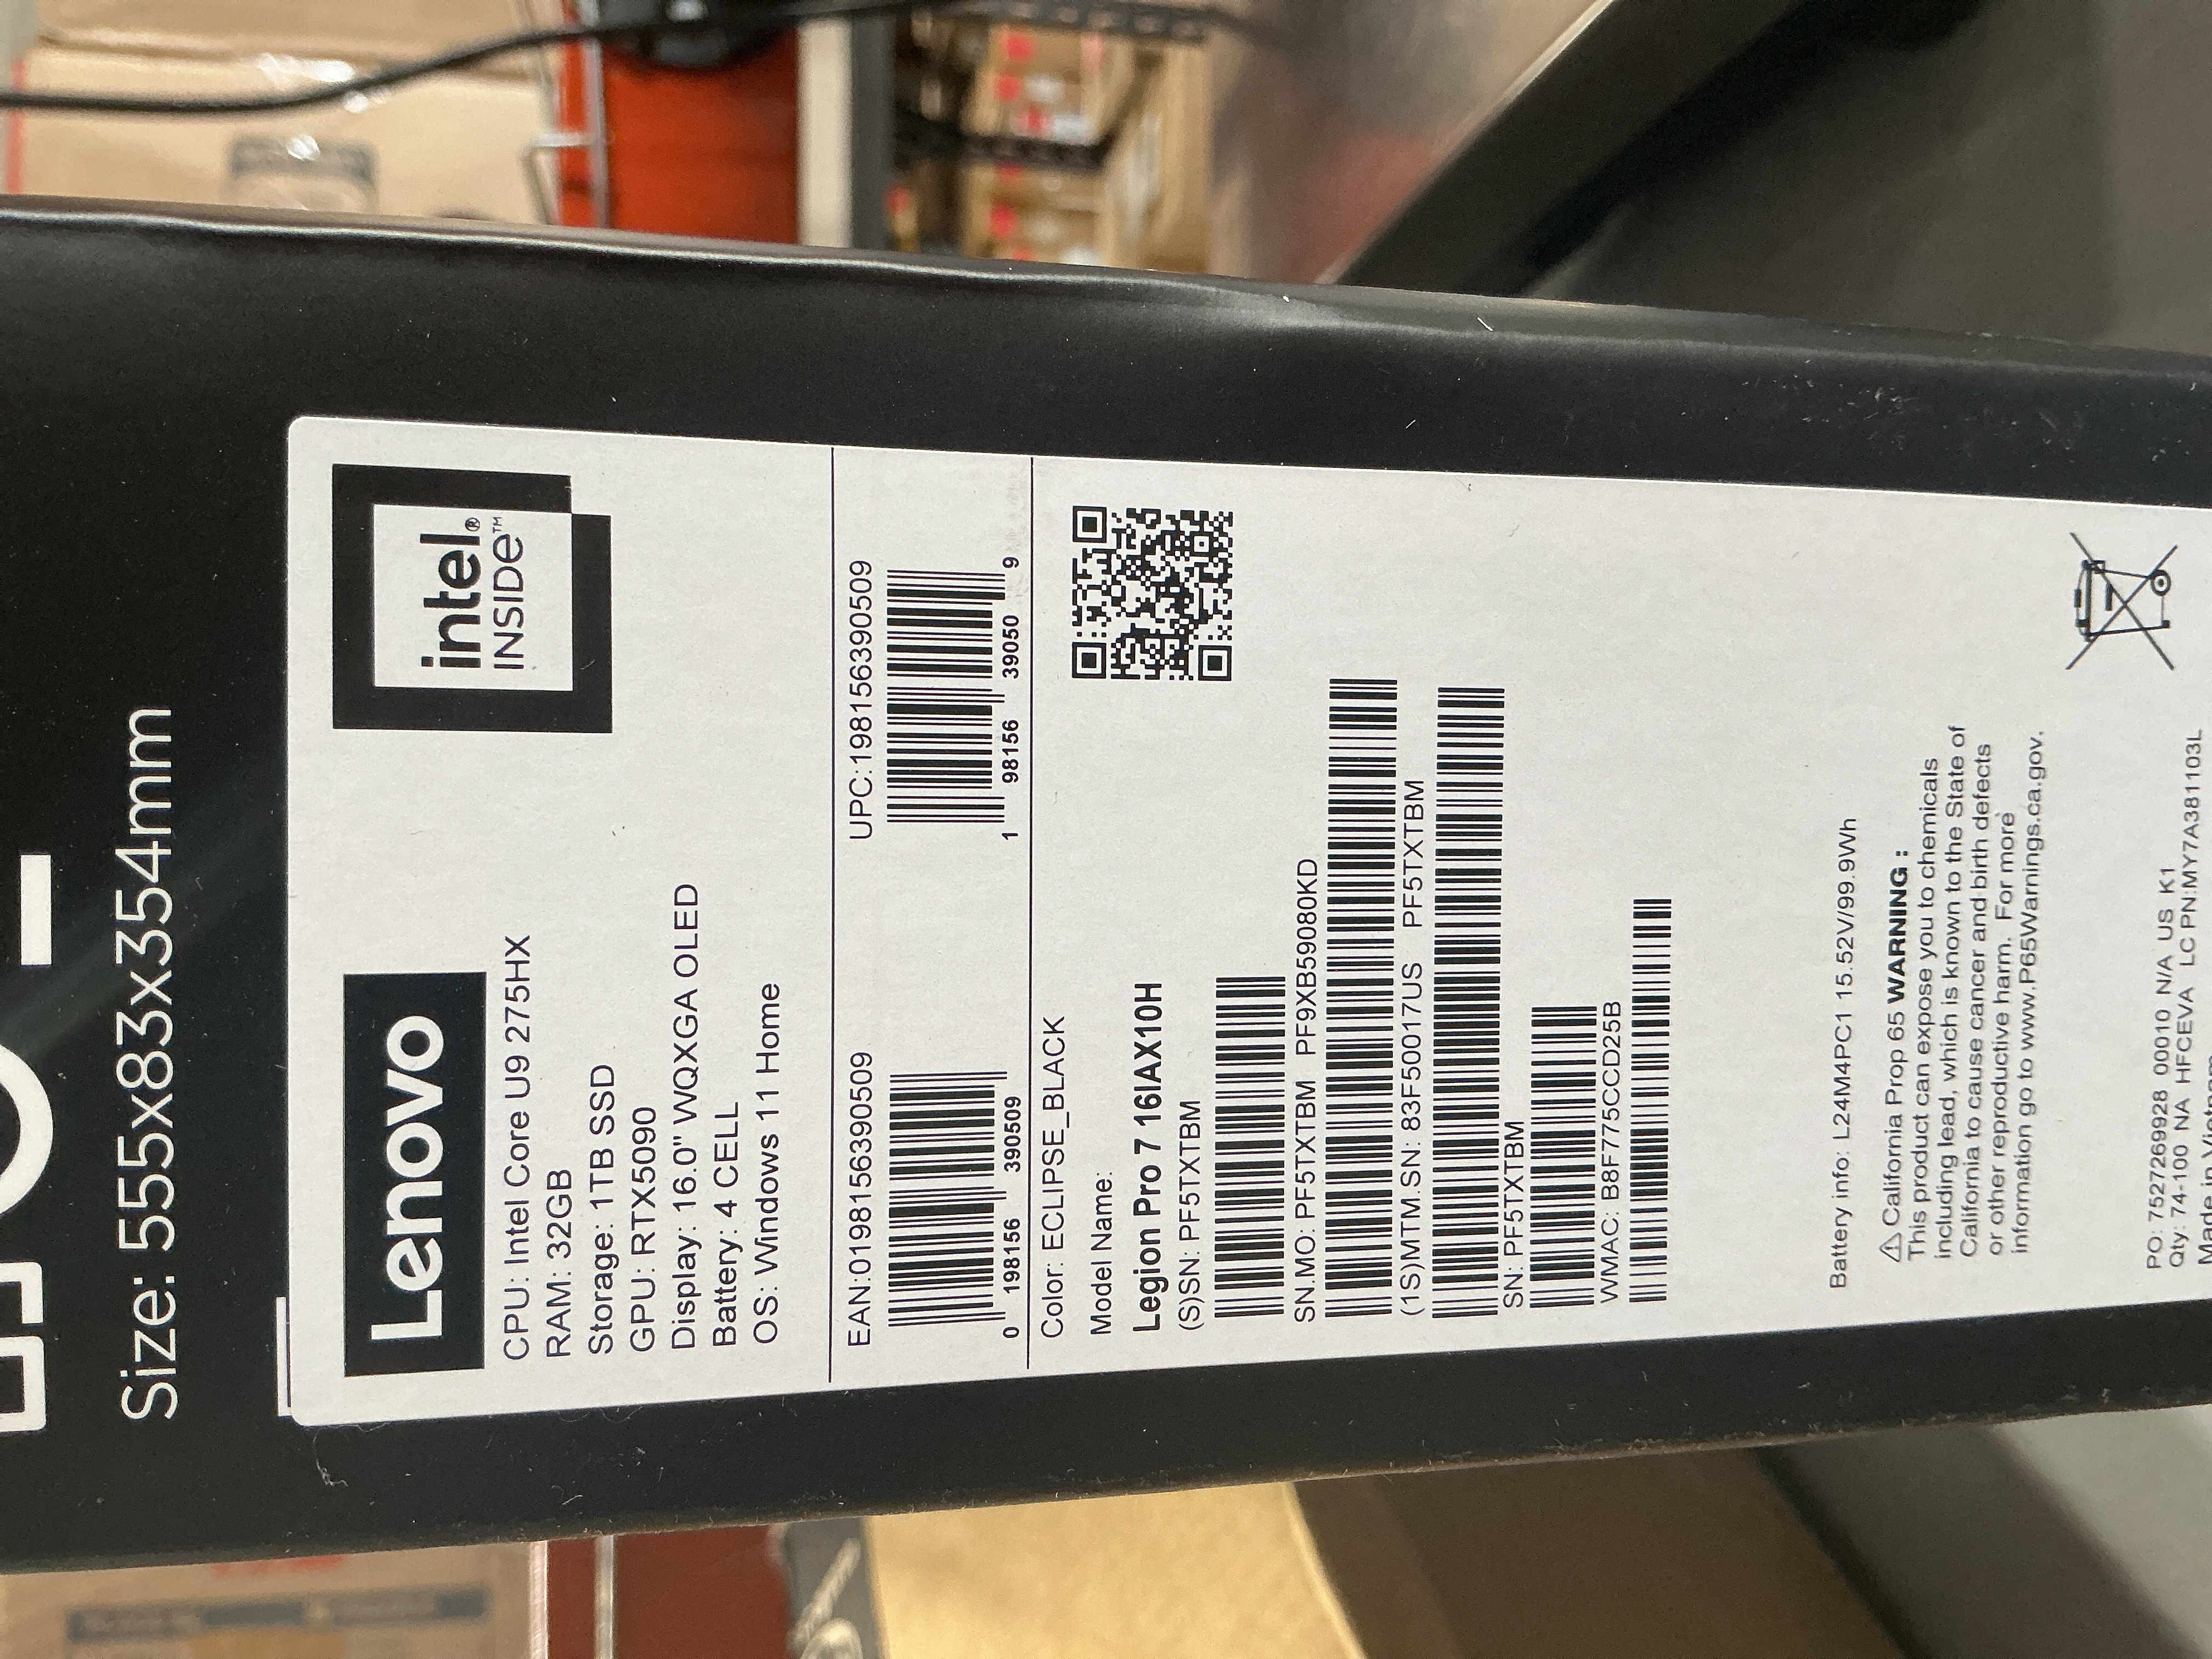 Size: 555x83x354mm
Lenovo
intel®
INSIDE™
CPU: Intel Core U9 275HX
RAM: 32GB
Storage: 1TB SSD
GPU: RTX5090
Display: 16.0" WQXGA OLED
Battery: 4 CELL
OS: Windows 11 Home
EAN:0198156390509 UPC:198156390509
0 198156 390509 1 98156 39050 9
Color: ECLIPSE_BLACK
Model Name:
Legion Pro 7 16IAX10H
(S)SN: PF5TXTBM
SN.MO: PF5TXTBM PF9XB59080KD
(1S)MTM.SN: 83F50017US PF5TXTBM
SN: PF5TXTBM
WMAC: B8F775CCD25B
Battery info: L24M4PC1 15.52V/99.9Wh
⚠ California Prop 65 WARNING :
This product can expose you to chemicals
including lead, which is known to the State of
California to cause cancer and birth defects
or other reproductive harm. For more
information go to www.P65Warnings.ca.gov.
PO: 7527269928 00010 N/A US K1
Qty: 74-100 NA HFCEVA LC PN:MY7A381103L
Made in Vietnam